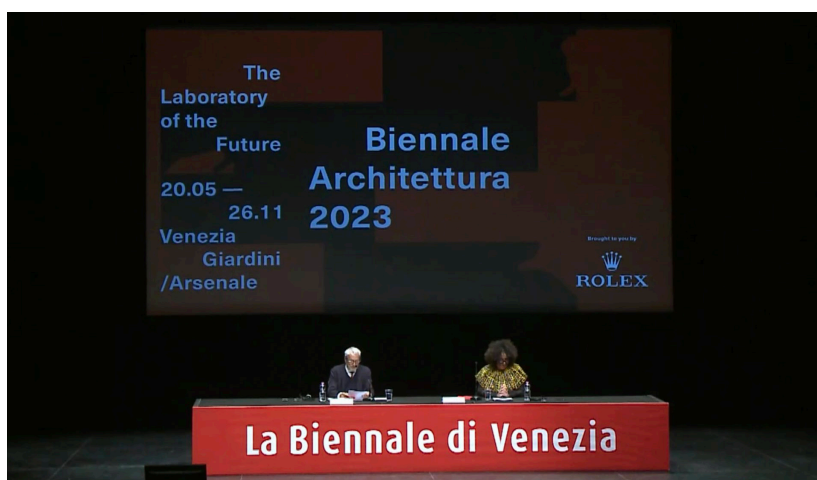 The
Laboratory
of the
Future
20.05 —
26.11
Venezia
Giardini
/Arsenale
Biennale
Architettura
2023
Brought to you by
ROLEX
La Biennale di Venezia